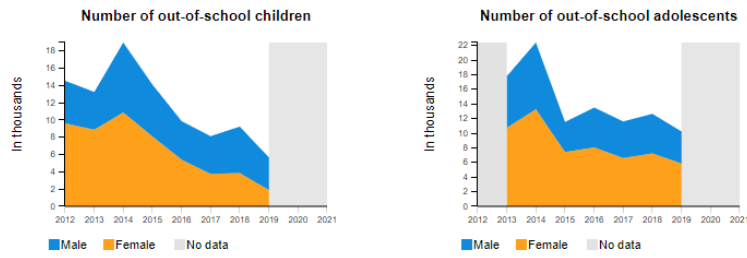 Number of out-of-school children
In thousands
18
16
14
12
10
8
6
4
2
0
2012 2013 2014 2015 2016 2017 2018 2019 2020 2021
Male Female No data
Number of out-of-school adolescents
In thousands
22
20
18
16
14
12
10
8
6
4
2
0
2012 2013 2014 2015 2016 2017 2018 2019 2020 2021
Male Female No data